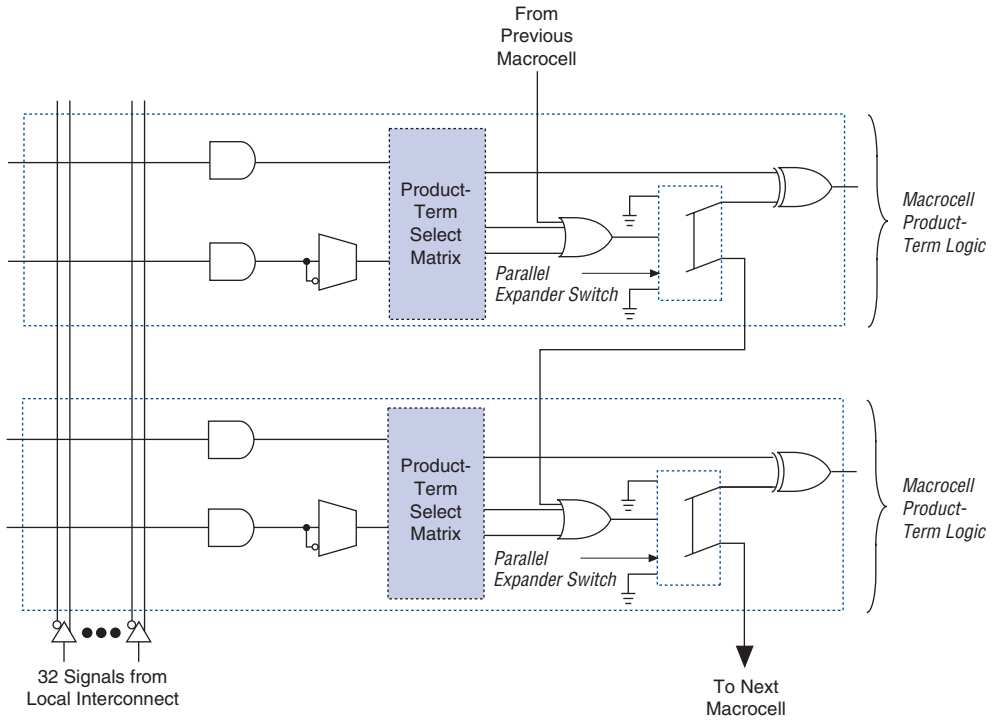 From
Previous
Macrocell
Product-
Term
Select
Matrix
Parallel
Expander Switch
Macrocell
Product-
Term Logic
Product-
Term
Select
Matrix
Parallel
Expander Switch
Macrocell
Product-
Term Logic
32 Signals from
Local Interconnect
To Next
Macrocell